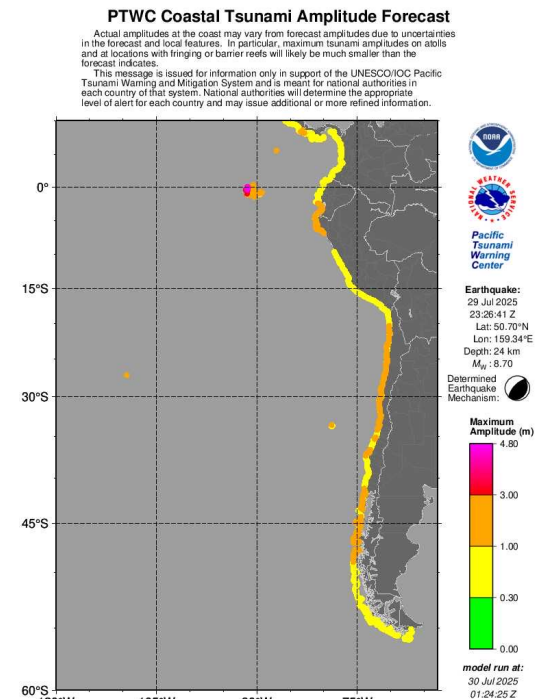 PTWC Coastal Tsunami Amplitude Forecast
Actual amplitudes at the coast may vary from forecast amplitudes due to uncertainties
in the forecast and local features. In particular, maximum tsunami amplitudes on atolls
and at locations with fringing or barrier reefs will likely be much smaller than the
forecast indicates.
This message is issued for information only in support of the UNESCO/IOC Pacific
Tsunami Warning and Mitigation System and is meant for national authorities in
each country of that system. National authorities will determine the appropriate
level of alert for each country and may issue additional or more refined information.
0°
15°S
30°S
45°S
60°S
NOAA
NATIONAL WEATHER SERVICE
Pacific
Tsunami
Warning
Center
Earthquake:
29 Jul 2025
23:26:41 Z
Lat: 50.70°N
Lon: 159.34°E
Depth: 24 km
MW : 8.70
Determined
Earthquake
Mechanism:
Maximum
Amplitude (m)
4.80
3.00
1.00
0.30
0.00
model run at:
30 Jul 2025
01:24:25 Z